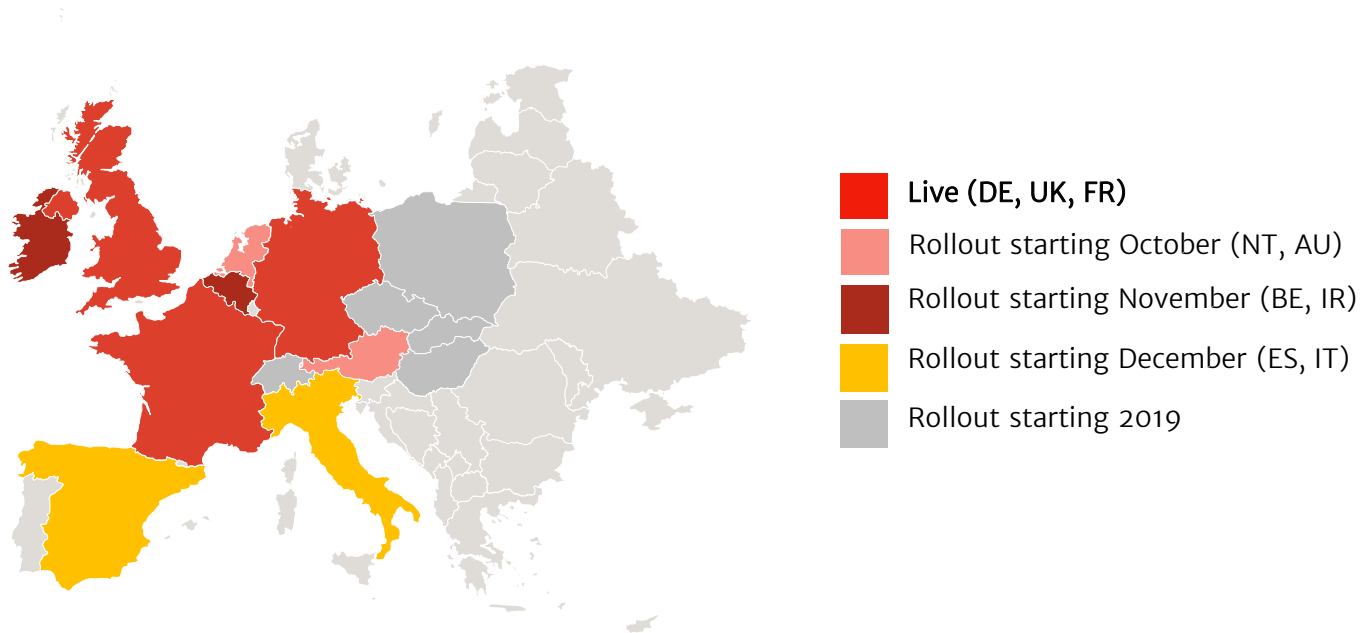 Live (DE, UK, FR)
Rollout starting October (NT, AU)
Rollout starting November (BE, IR)
Rollout starting December (ES, IT)
Rollout starting 2019